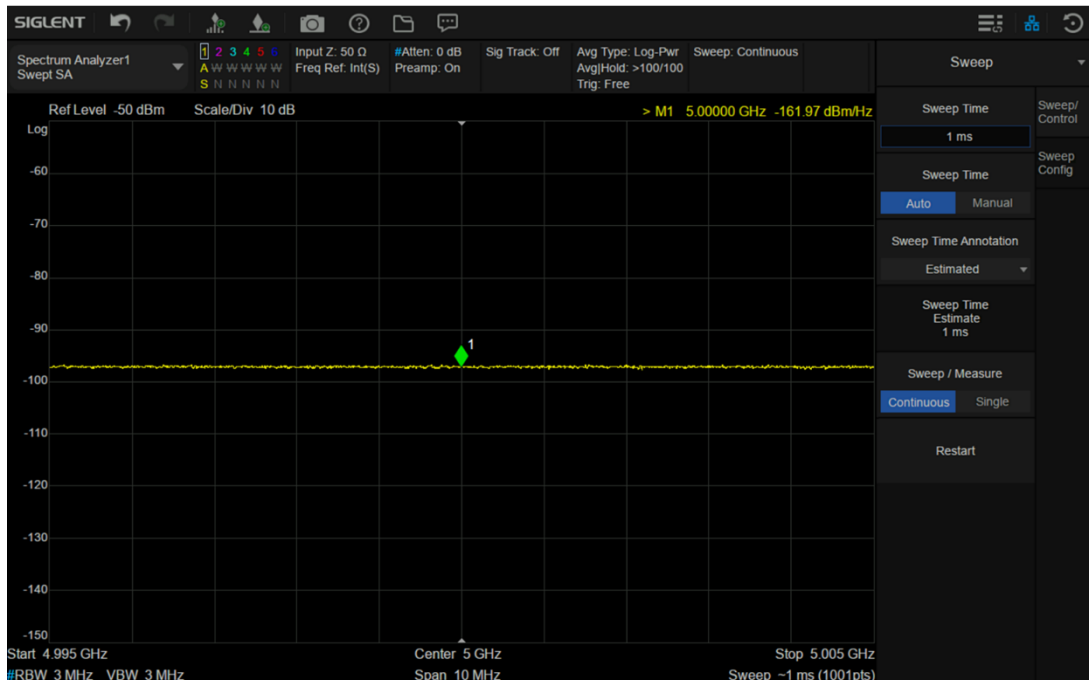 SIGLENT
Spectrum Analyzer1
Swept SA
1 2 3 4 5 6
A W W W W W
S N N N N N
Input Z: 50 Ω
Freq Ref: Int(S)
#Atten: 0 dB
Preamp: On
Sig Track: Off
Avg Type: Log-Pwr
Avg|Hold: >100/100
Trig: Free
Sweep: Continuous
Ref Level -50 dBm
Scale/Div 10 dB
> M1 5.00000 GHz -161.97 dBm/Hz
Log
-60
-70
-80
-90
-100
-110
-120
-130
-140
-150
1
Start 4.995 GHz
Center 5 GHz
Stop 5.005 GHz
#RBW 3 MHz VBW 3 MHz
Span 10 MHz
Sweep ~1 ms (1001pts)
Sweep
Sweep Time
1 ms
Sweep Time
Auto Manual
Sweep Time Annotation
Estimated
Sweep Time
Estimate
1 ms
Sweep / Measure
Continuous Single
Restart
Sweep/
Control
Sweep
Config